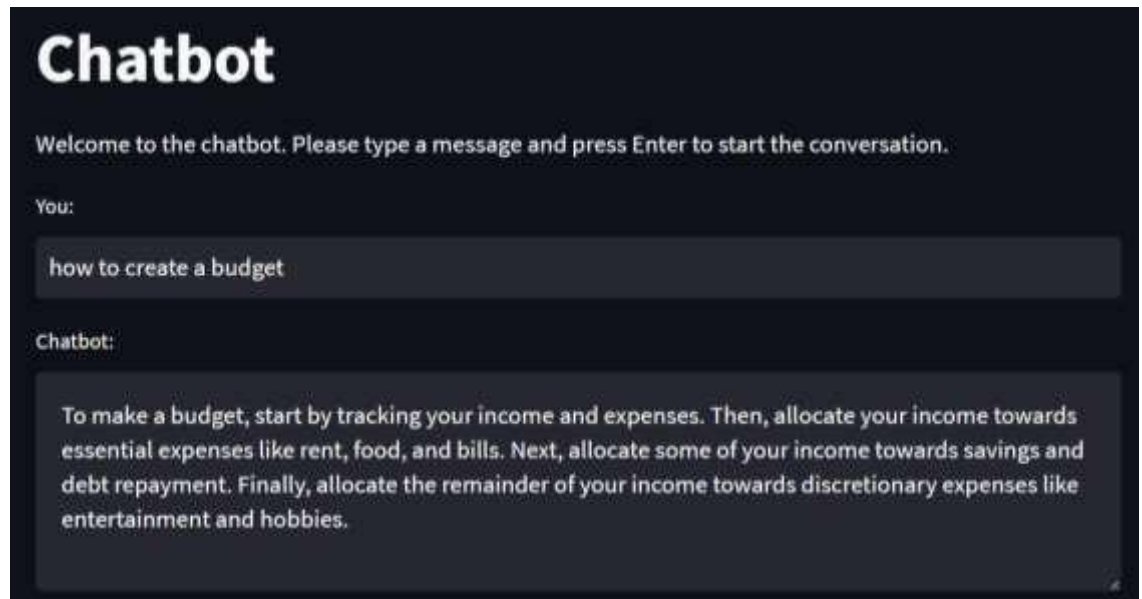 Chatbot
Welcome to the chatbot. Please type a message and press Enter to start the conversation.
You:
how to create a budget
Chatbot:
To make a budget, start by tracking your income and expenses. Then, allocate your income towards
essential expenses like rent, food, and bills. Next, allocate some of your income towards savings and
debt repayment. Finally, allocate the remainder of your income towards discretionary expenses like
entertainment and hobbies.